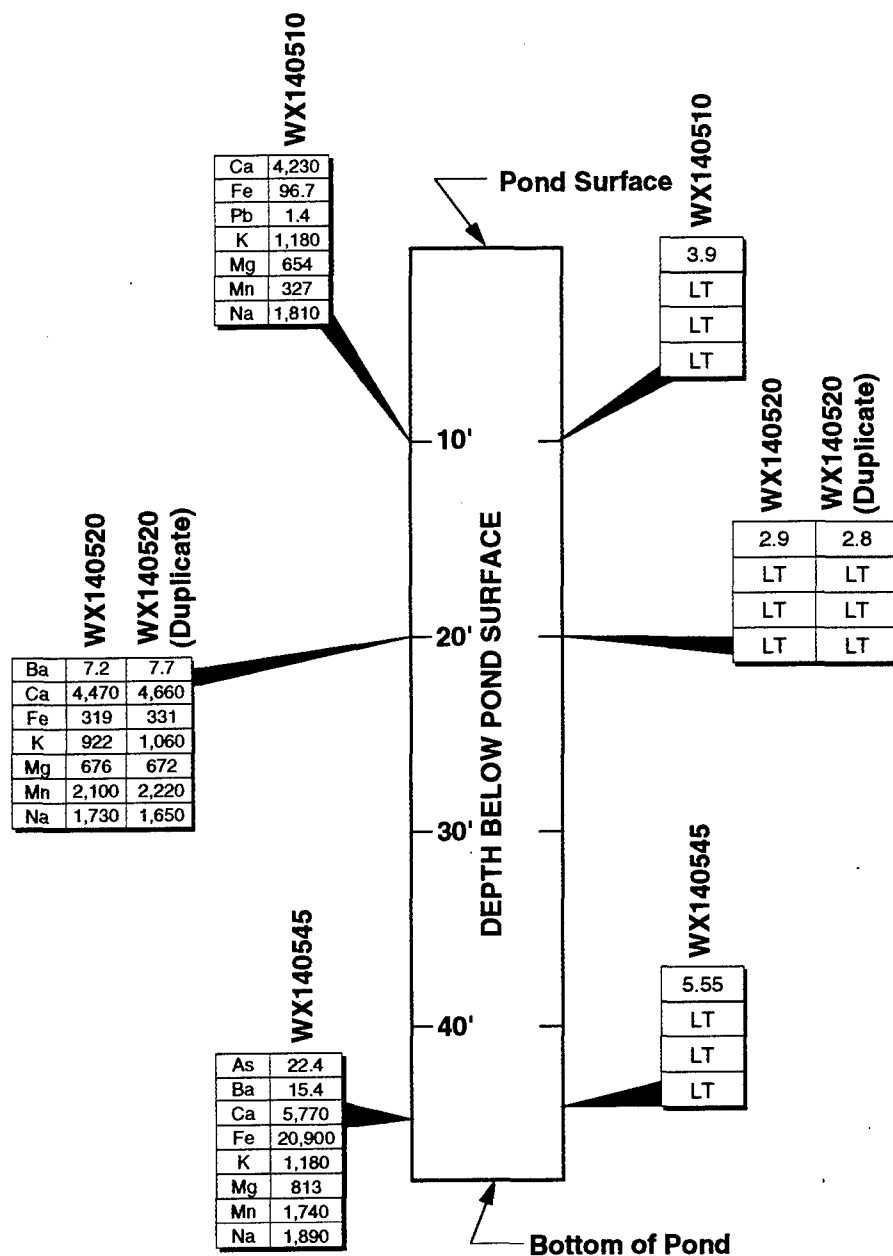 WX140510
Ca 4,230
Fe 96.7
Pb 1.4
K 1,180
Mg 654
Mn 327
Na 1,810
Pond Surface
WX140510
3.9
LT
LT
LT
10'
20'
30'
40'
DEPTH BELOW POND SURFACE
WX140520 WX140520 (Duplicate)
2.9 2.8
LT LT
LT LT
LT LT
WX140520 WX140520 (Duplicate)
Ba 7.2 7.7
Ca 4,470 4,660
Fe 319 331
K 922 1,060
Mg 676 672
Mn 2,100 2,220
Na 1,730 1,650
WX140545
5.55
LT
LT
LT
WX140545
As 22.4
Ba 15.4
Ca 5,770
Fe 20,900
K 1,180
Mg 813
Mn 1,740
Na 1,890
Bottom of Pond